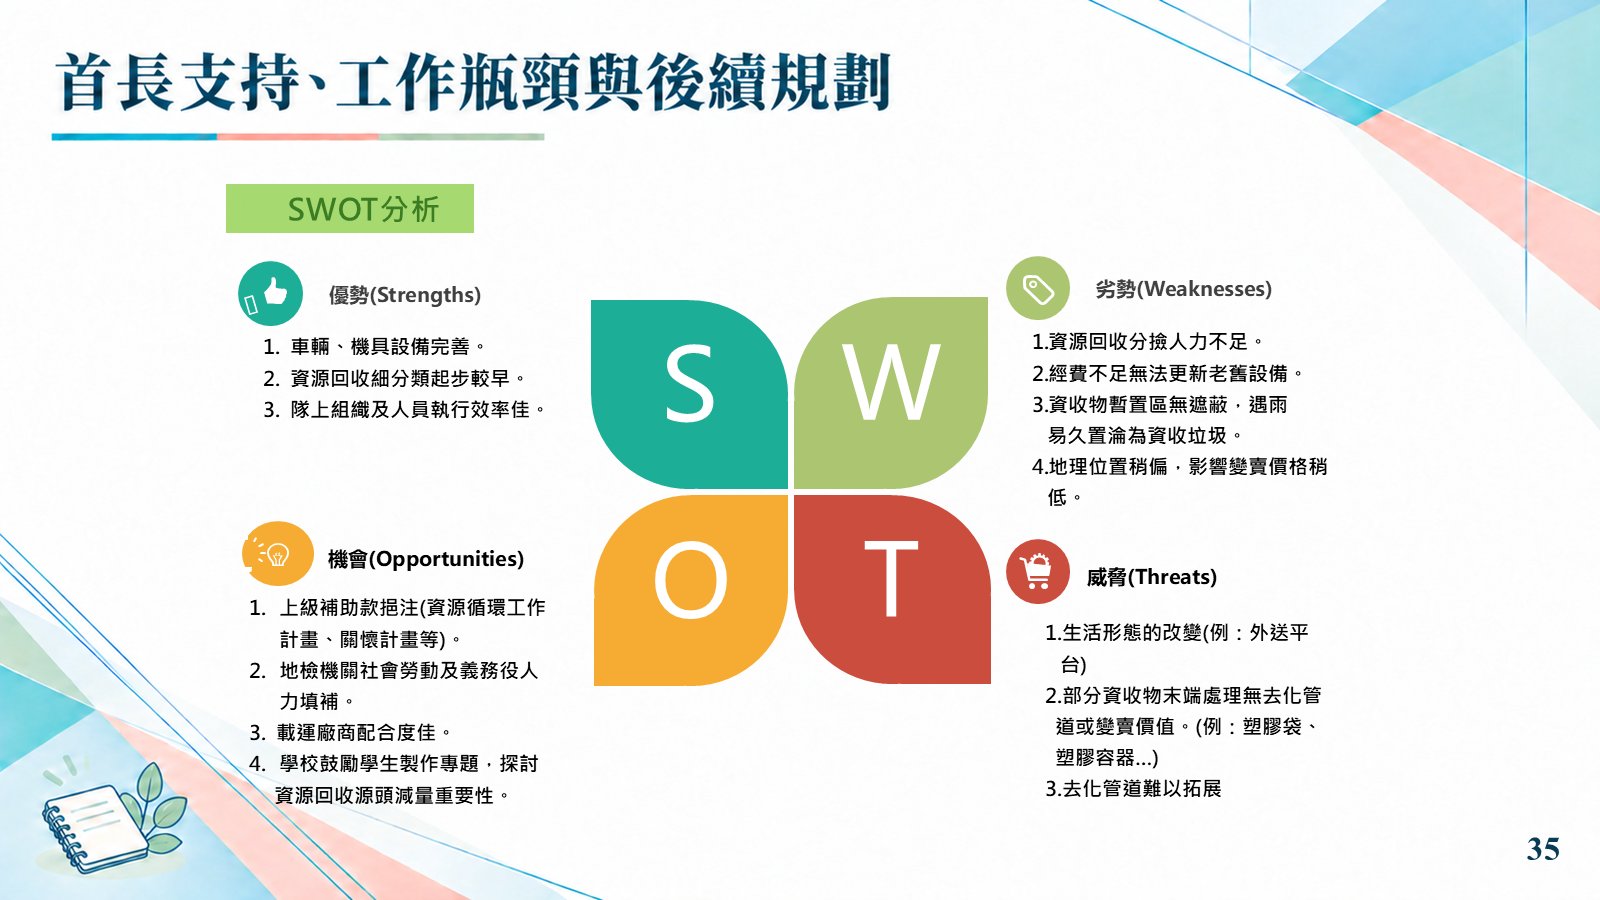 首長支持、工作瓶頸與後續規劃
SWOT分析
優勢(Strengths)
1. 車輛、機具設備完善。
2. 資源回收細分類起步較早。
3. 隊上組織及人員執行效率佳。
劣勢(Weaknesses)
1.資源回收分撿人力不足。
2.經費不足無法更新老舊設備。
3.資收物暫置區無遮蔽，遇雨
易久置淪為資收垃圾。
4.地理位置稍偏，影響變賣價格稍
低。
S
W
O
T
機會(Opportunities)
1. 上級補助款挹注(資源循環工作
計畫、關懷計畫等)。
2. 地檢機關社會勞動及義務役人
力填補。
3. 載運廠商配合度佳。
4. 學校鼓勵學生製作專題，探討
資源回收源頭減量重要性。
威脅(Threats)
1.生活形態的改變(例：外送平
台)
2.部分資收物末端處理無去化管
道或變賣價值。(例：塑膠袋、
塑膠容器...)
3.去化管道難以拓展
35